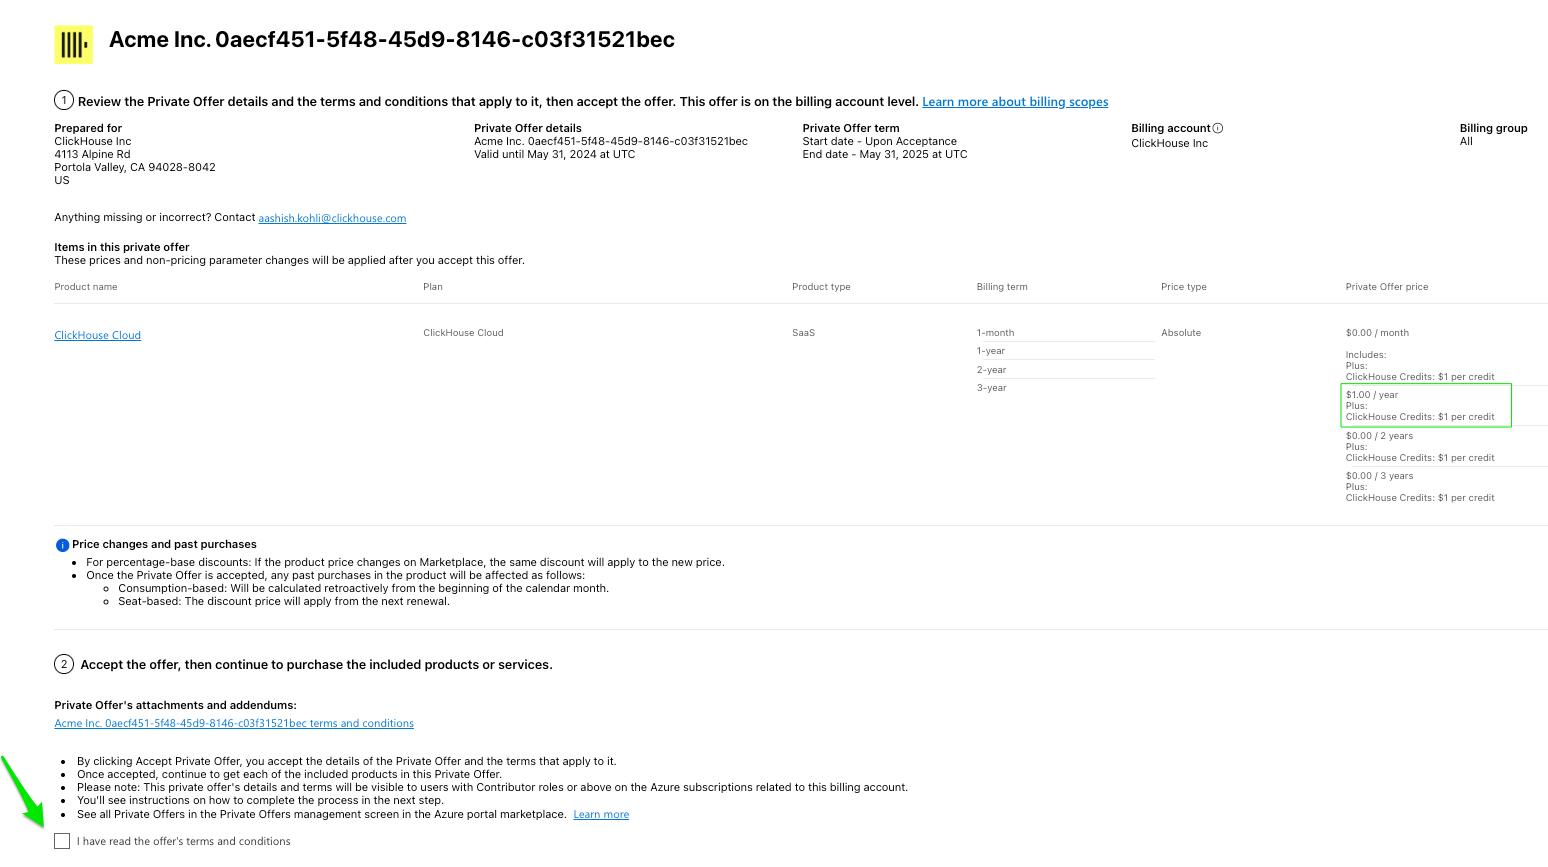 Acme Inc. 0aecf451-5f48-45d9-8146-c03f31521bec
1 Review the Private Offer details and the terms and conditions that apply to it, then accept the offer. This offer is on the billing account level. Learn more about billing scopes
Prepared for
ClickHouse Inc
4113 Alpine Rd
Portola Valley, CA 94028-8042
US
Private Offer details
Acme Inc. 0aecf451-5f48-45d9-8146-c03f31521bec
Valid until May 31, 2024 at UTC
Private Offer term
Start date - Upon Acceptance
End date - May 31, 2025 at UTC
Billing account
ClickHouse Inc
Billing group
All
Anything missing or incorrect? Contact aashish.kohli@clickhouse.com
Items in this private offer
These prices and non-pricing parameter changes will be applied after you accept this offer.
Product name Plan Product type Billing term Price type Private Offer price
ClickHouse Cloud ClickHouse Cloud SaaS
1-month
1-year
2-year
3-year
Absolute
$0.00 / month
Includes:
Plus:
ClickHouse Credits: $1 per credit
$1.00 / year
Plus:
ClickHouse Credits: $1 per credit
$0.00 / 2 years
Plus:
ClickHouse Credits: $1 per credit
$0.00 / 3 years
Plus:
ClickHouse Credits: $1 per credit
i Price changes and past purchases
• For percentage-base discounts: If the product price changes on Marketplace, the same discount will apply to the new price.
• Once the Private Offer is accepted, any past purchases in the product will be affected as follows:
◦ Consumption-based: Will be calculated retroactively from the beginning of the calendar month.
◦ Seat-based: The discount price will apply from the next renewal.
2 Accept the offer, then continue to purchase the included products or services.
Private Offer's attachments and addendums:
Acme Inc. 0aecf451-5f48-45d9-8146-c03f31521bec terms and conditions
• By clicking Accept Private Offer, you accept the details of the Private Offer and the terms that apply to it.
• Once accepted, continue to get each of the included products in this Private Offer.
• Please note: This private offer's details and terms will be visible to users with Contributor roles or above on the Azure subscriptions related to this billing account.
• You'll see instructions on how to complete the process in the next step.
• See all Private Offers in the Private Offers management screen in the Azure portal marketplace. Learn more
I have read the offer's terms and conditions